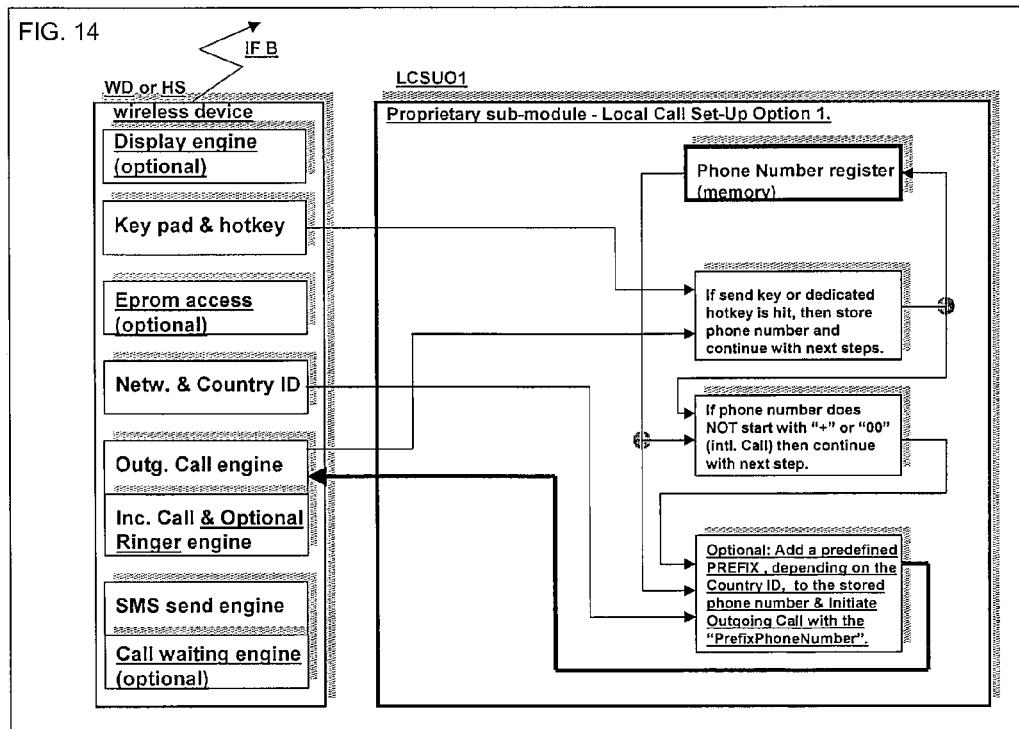 FIG. 14
IF B
WD or HS
wireless device
Display engine
(optional)
Key pad & hotkey
Eprom access
(optional)
Netw. & Country ID
Outg. Call engine
Inc. Call & Optional
Ringer engine
SMS send engine
Call waiting engine
(optional)
LCSUO1
Proprietary sub-module - Local Call Set-Up Option 1.
Phone Number register
(memory)
If send key or dedicated
hotkey is hit, then store
phone number and
continue with next steps.
If phone number does
NOT start with “+” or “00”
(intl. Call) then continue
with next step.
Optional: Add a predefined
PREFIX , depending on the
Country ID, to the stored
phone number & Initiate
Outgoing Call with the
“PrefixPhoneNumber”.